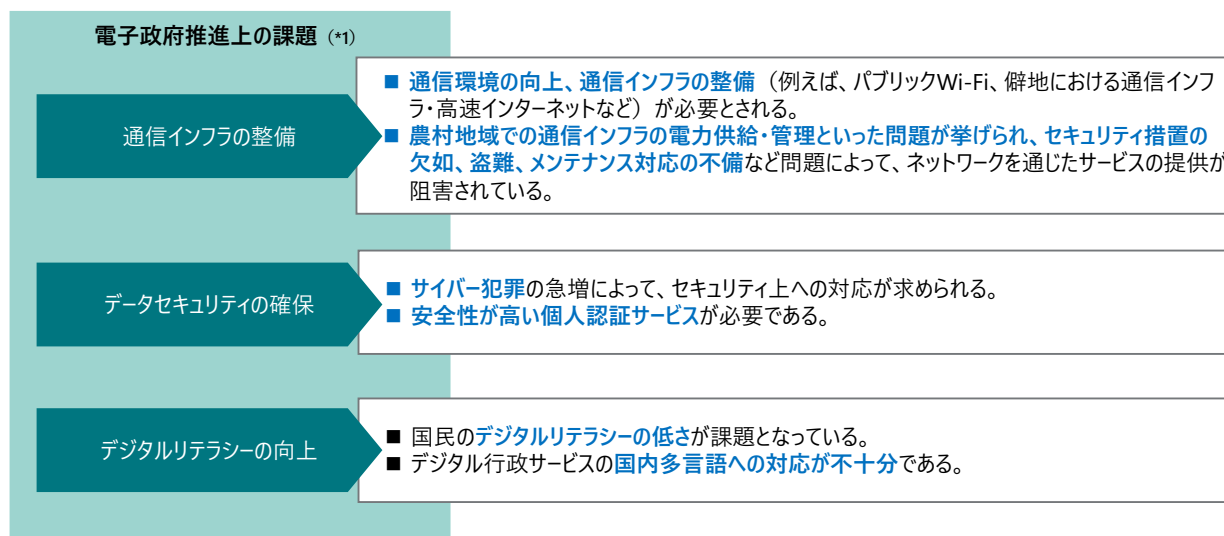 電子政府推進上の課題（*1）
通信インフラの整備
■ 通信環境の向上、通信インフラの整備（例えば、パブリックWi-Fi、僻地における通信インフ
ラ・高速インターネットなど）が必要とされる。
■ 農村地域での通信インフラの電力供給・管理といった問題が挙げられ、セキュリティ措置の
欠如、盗難、メンテナンス対応の不備など問題によって、ネットワークを通じたサービスの提供が
阻害されている。
データセキュリティの確保
■ サイバー犯罪の急増によって、セキュリティ上への対応が求められる。
■ 安全性が高い個人認証サービスが必要である。
デジタルリテラシーの向上
■ 国民のデジタルリテラシーの低さが課題となっている。
■ デジタル行政サービスの国内多言語への対応が不十分である。